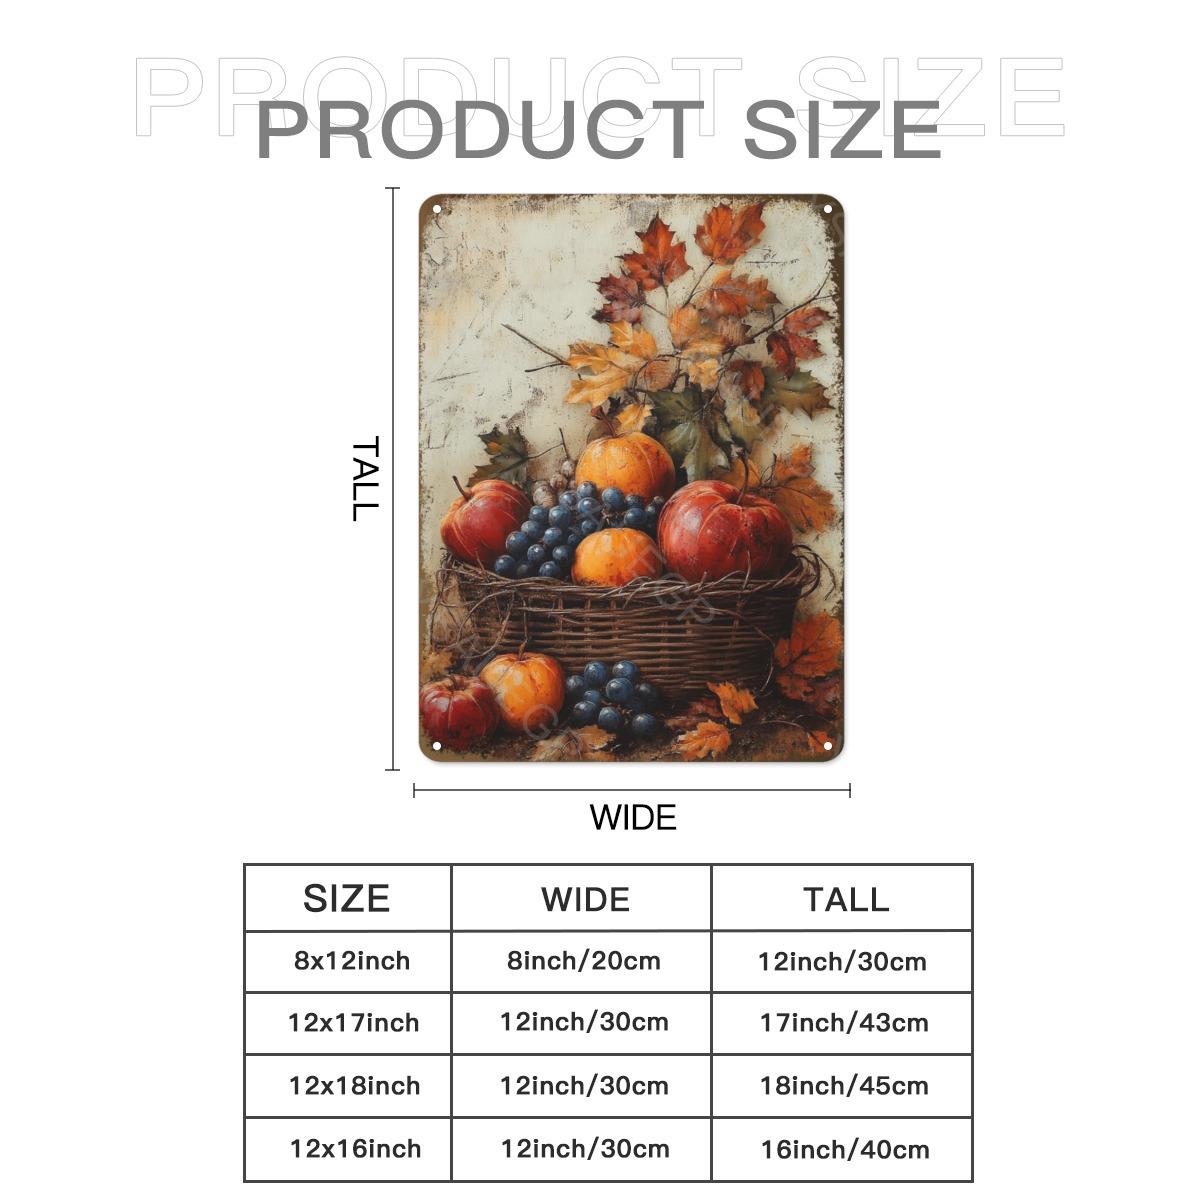 PRODUCT SIZE
PRODUCT SIZE
TALL
WIDE
SIZE WIDE TALL
8x12inch 8inch/20cm 12inch/30cm
12x17inch 12inch/30cm 17inch/43cm
12x18inch 12inch/30cm 18inch/45cm
12x16inch 12inch/30cm 16inch/40cm